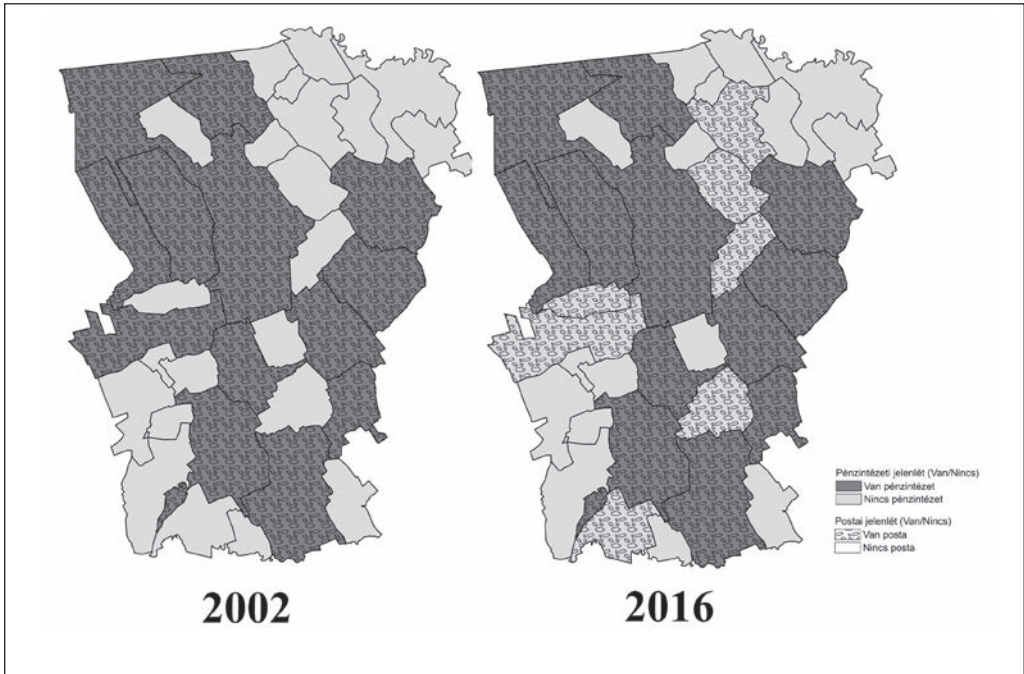 Pénzintézeti jelenlét (Van/Nincs)
Van pénzintézet
Nincs pénzintézet
Postai jelenlét (Van/Nincs)
Van posta
Nincs posta
2002
2016